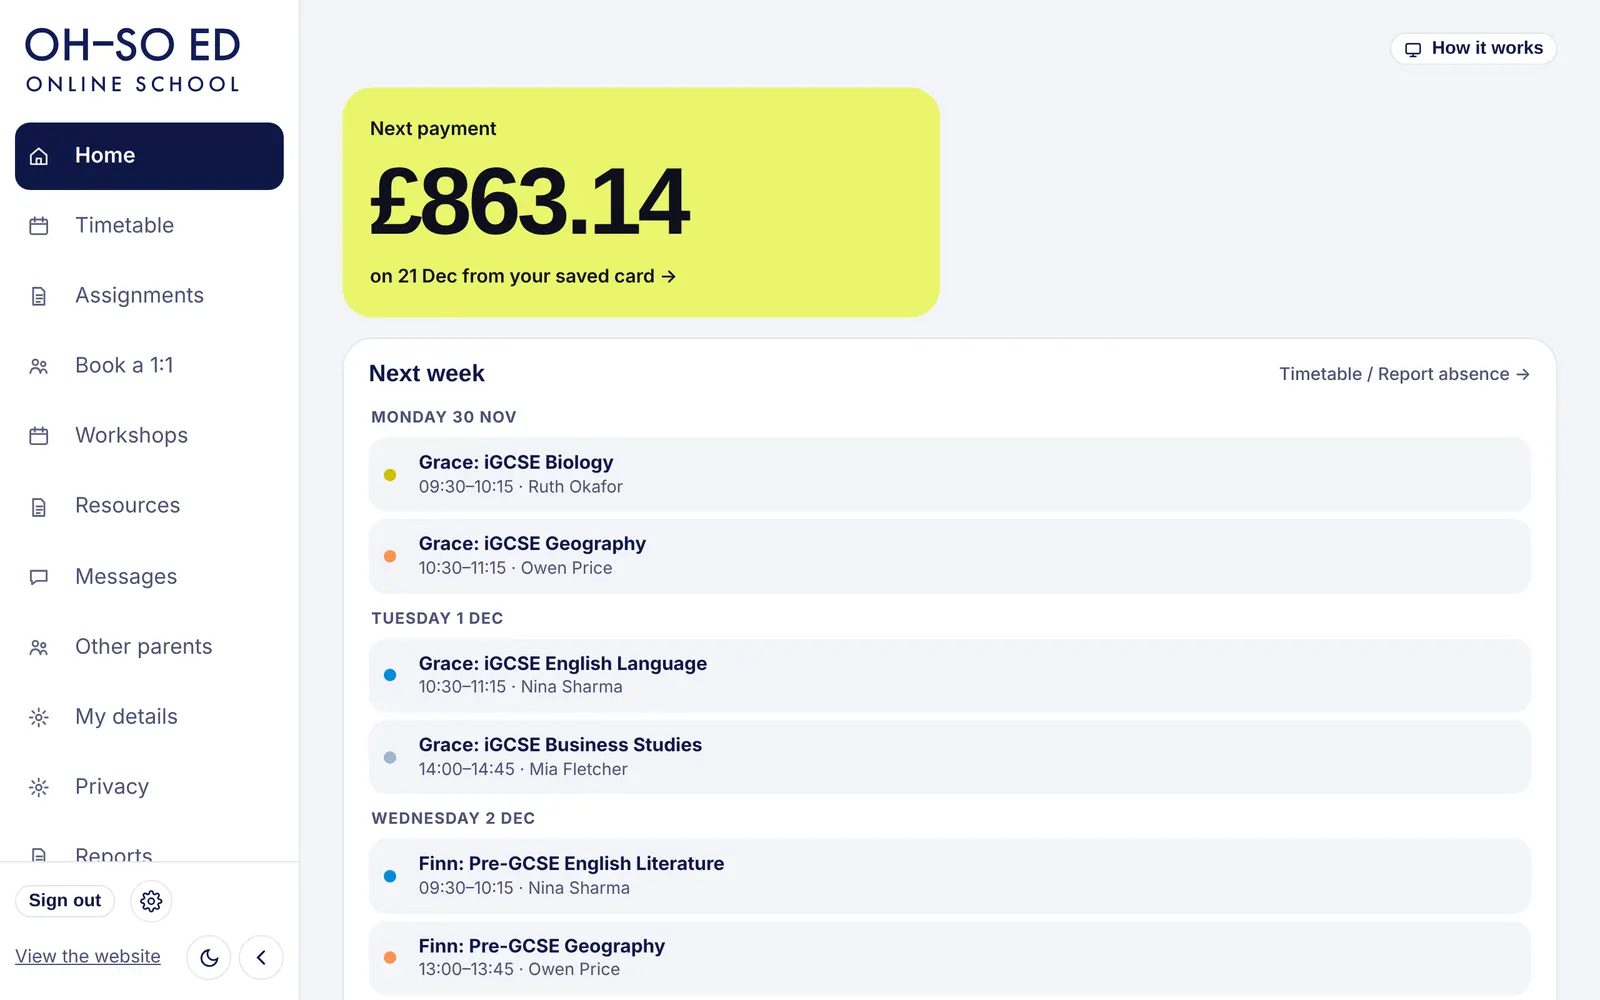 OH-SO ED
ONLINE SCHOOL
Home
Timetable
Assignments
Book a 1:1
Workshops
Resources
Messages
Other parents
My details
Privacy
Reports
Sign out
View the website
How it works
Next payment
£863.14
on 21 Dec from your saved card →
Next week
Timetable / Report absence →
MONDAY 30 NOV
Grace: iGCSE Biology
09:30–10:15 · Ruth Okafor
Grace: iGCSE Geography
10:30–11:15 · Owen Price
TUESDAY 1 DEC
Grace: iGCSE English Language
10:30–11:15 · Nina Sharma
Grace: iGCSE Business Studies
14:00–14:45 · Mia Fletcher
WEDNESDAY 2 DEC
Finn: Pre-GCSE English Literature
09:30–10:15 · Nina Sharma
Finn: Pre-GCSE Geography
13:00–13:45 · Owen Price